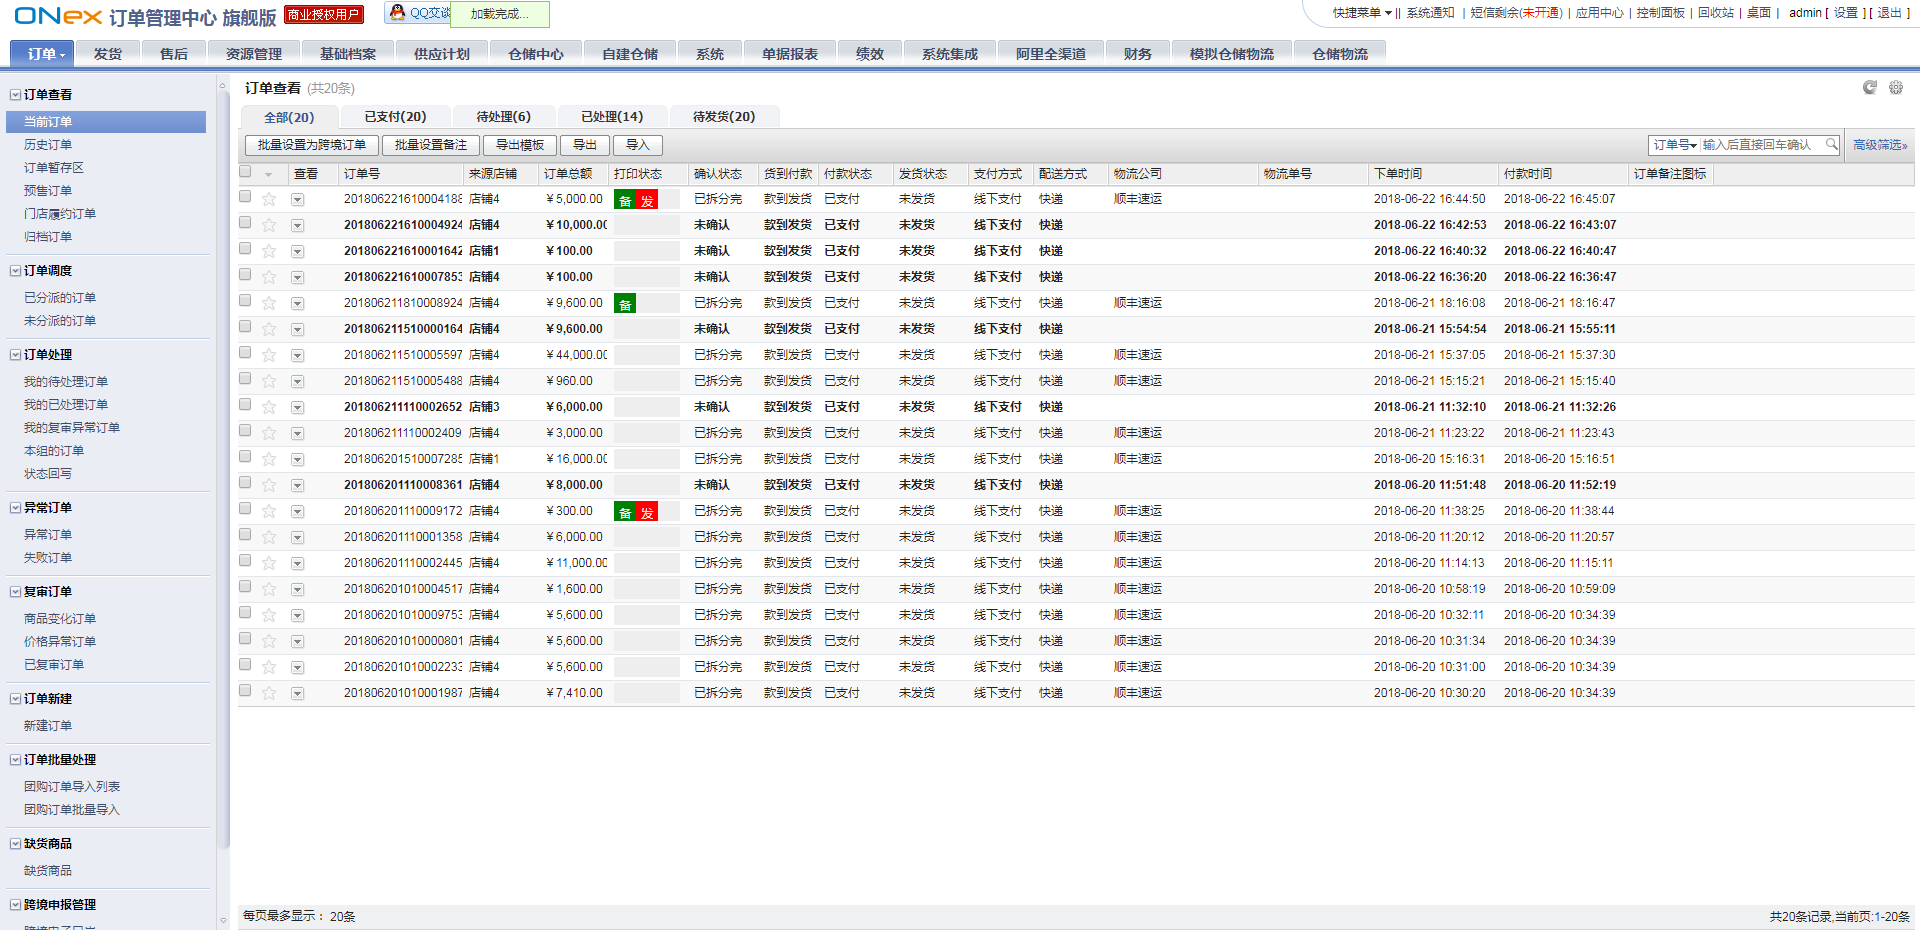 ONex 订单管理中心 旗舰版 商业授权用户 QQ交谈 加载完成... 快捷菜单 || 系统通知 | 短信剩余(未开通) | 应用中心 | 控制面板 | 回收站 | 桌面 | admin [ 设置 ] [ 退出 ]
订单 发货 售后 资源管理 基础档案 供应计划 仓储中心 自建仓储 系统 单据报表 绩效 系统集成 阿里全渠道 财务 模拟仓储物流 仓储物流
订单查看
当前订单
历史订单
订单暂存区
预售订单
门店履约订单
归档订单
订单调度
已分派的订单
未分派的订单
订单处理
我的待处理订单
我的已处理订单
我的复审异常订单
本组的订单
状态回写
异常订单
异常订单
失败订单
复审订单
商品变化订单
价格异常订单
已复审订单
订单新建
新建订单
订单批量处理
团购订单导入列表
团购订单批量导入
缺货商品
缺货商品
跨境申报管理
订单查看 (共20条)
全部(20) 已支付(20) 待处理(6) 已处理(14) 待发货(20)
批量设置为跨境订单 批量设置备注 导出模板 导出 导入 订单号 输入后直接回车确认 高级筛选»
查看 订单号 来源店铺 订单总额 打印状态 确认状态 货到付款 付款状态 发货状态 支付方式 配送方式 物流公司 物流单号 下单时间 付款时间 订单备注图标
201806221610004188 店铺4 ￥5,000.00 备 发 已拆分完 款到发货 已支付 未发货 线下支付 快递 顺丰速运 2018-06-22 16:44:50 2018-06-22 16:45:07
201806221610004924 店铺4 ￥10,000.00 未确认 款到发货 已支付 未发货 线下支付 快递 2018-06-22 16:42:53 2018-06-22 16:43:07
201806221610001642 店铺1 ￥100.00 未确认 款到发货 已支付 未发货 线下支付 快递 2018-06-22 16:40:32 2018-06-22 16:40:47
201806221610007853 店铺4 ￥100.00 未确认 款到发货 已支付 未发货 线下支付 快递 2018-06-22 16:36:20 2018-06-22 16:36:47
201806211810008924 店铺4 ￥9,600.00 备 已拆分完 款到发货 已支付 未发货 线下支付 快递 顺丰速运 2018-06-21 18:16:08 2018-06-21 18:16:47
201806211510000164 店铺4 ￥9,600.00 未确认 款到发货 已支付 未发货 线下支付 快递 2018-06-21 15:54:54 2018-06-21 15:55:11
201806211510005597 店铺4 ￥44,000.00 已拆分完 款到发货 已支付 未发货 线下支付 快递 顺丰速运 2018-06-21 15:37:05 2018-06-21 15:37:30
201806211510005488 店铺4 ￥960.00 已拆分完 款到发货 已支付 未发货 线下支付 快递 顺丰速运 2018-06-21 15:15:21 2018-06-21 15:15:40
201806211110002652 店铺3 ￥6,000.00 未确认 款到发货 已支付 未发货 线下支付 快递 2018-06-21 11:32:10 2018-06-21 11:32:26
201806211110002409 店铺4 ￥3,000.00 已拆分完 款到发货 已支付 未发货 线下支付 快递 顺丰速运 2018-06-21 11:23:22 2018-06-21 11:23:43
201806201510007285 店铺1 ￥16,000.00 已拆分完 款到发货 已支付 未发货 线下支付 快递 顺丰速运 2018-06-20 15:16:31 2018-06-20 15:16:51
201806201110008361 店铺4 ￥8,000.00 未确认 款到发货 已支付 未发货 线下支付 快递 2018-06-20 11:51:48 2018-06-20 11:52:19
201806201110009172 店铺4 ￥300.00 备 发 已拆分完 款到发货 已支付 未发货 线下支付 快递 顺丰速运 2018-06-20 11:38:25 2018-06-20 11:38:44
201806201110001358 店铺4 ￥6,000.00 已拆分完 款到发货 已支付 未发货 线下支付 快递 顺丰速运 2018-06-20 11:20:12 2018-06-20 11:20:57
201806201110002445 店铺4 ￥11,000.00 已拆分完 款到发货 已支付 未发货 线下支付 快递 顺丰速运 2018-06-20 11:14:13 2018-06-20 11:15:11
201806201010004517 店铺4 ￥1,600.00 已拆分完 款到发货 已支付 未发货 线下支付 快递 顺丰速运 2018-06-20 10:58:19 2018-06-20 10:59:09
201806201010009753 店铺4 ￥5,600.00 已拆分完 款到发货 已支付 未发货 线下支付 快递 顺丰速运 2018-06-20 10:32:11 2018-06-20 10:34:39
201806201010000801 店铺4 ￥5,600.00 已拆分完 款到发货 已支付 未发货 线下支付 快递 顺丰速运 2018-06-20 10:31:34 2018-06-20 10:34:39
201806201010002233 店铺4 ￥5,600.00 已拆分完 款到发货 已支付 未发货 线下支付 快递 顺丰速运 2018-06-20 10:31:00 2018-06-20 10:34:39
201806201010001987 店铺4 ￥7,410.00 已拆分完 款到发货 已支付 未发货 线下支付 快递 顺丰速运 2018-06-20 10:30:20 2018-06-20 10:34:39
每页最多显示： 20条 共20条记录,当前页:1-20条